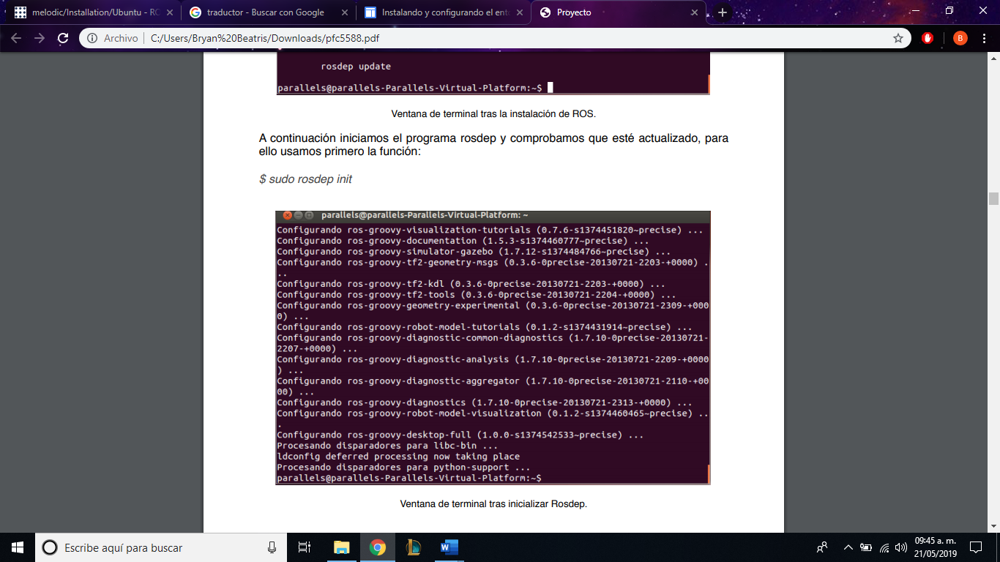 melodic/Installation/Ubuntu - RO
traductor - Buscar con Google
Instalando y configurando el ent
Proyecto
Archivo
C:/Users/Bryan%20Beatris/Downloads/pfc5588.pdf
B
rosdep update
parallels@parallels-Parallels-Virtual-Platform:~$
Ventana de terminal tras la instalación de ROS.
A continuación iniciamos el programa rosdep y comprobamos que esté actualizado, para
ello usamos primero la función:
$ sudo rosdep init
parallels@parallels-Parallels-Virtual-Platform: ~
Configurando ros-groovy-visualization-tutorials (0.7.6-s1374451820~precise) ...
Configurando ros-groovy-documentation (1.5.3-s1374460777~precise) ...
Configurando ros-groovy-simulator-gazebo (1.7.12-s1374484766~precise) ...
Configurando ros-groovy-tf2-geometry-msgs (0.3.6-0precise-20130721-2203-+0000) .
..
Configurando ros-groovy-tf2-kdl (0.3.6-0precise-20130721-2203-+0000) ...
Configurando ros-groovy-tf2-tools (0.3.6-0precise-20130721-2204-+0000) ...
Configurando ros-groovy-geometry-experimental (0.3.6-0precise-20130721-2309-+000
0) ...
Configurando ros-groovy-robot-model-tutorials (0.1.2-s1374431914~precise) ...
Configurando ros-groovy-diagnostic-common-diagnostics (1.7.10-0precise-20130721-
2207-+0000) ...
Configurando ros-groovy-diagnostic-analysis (1.7.10-0precise-20130721-2209-+0000
) ...
Configurando ros-groovy-diagnostic-aggregator (1.7.10-0precise-20130721-2110-+00
00) ...
Configurando ros-groovy-diagnostics (1.7.10-0precise-20130721-2313-+0000) ...
Configurando ros-groovy-robot-model-visualization (0.1.2-s1374460465~precise) ..
.
Configurando ros-groovy-desktop-full (1.0.0-s1374542533~precise) ...
Procesando disparadores para libc-bin ...
ldconfig deferred processing now taking place
Procesando disparadores para python-support ...
parallels@parallels-Parallels-Virtual-Platform:~$
Ventana de terminal tras inicializar Rosdep.
Escribe aquí para buscar
09:45 a. m.
21/05/2019